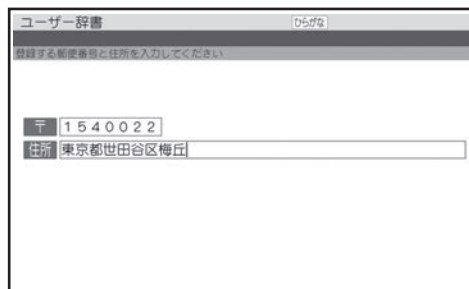 ユーザー辞書 ひらがな
登録する郵便番号と住所を入力してください
〒 1540022
住所 東京都世田谷区梅丘